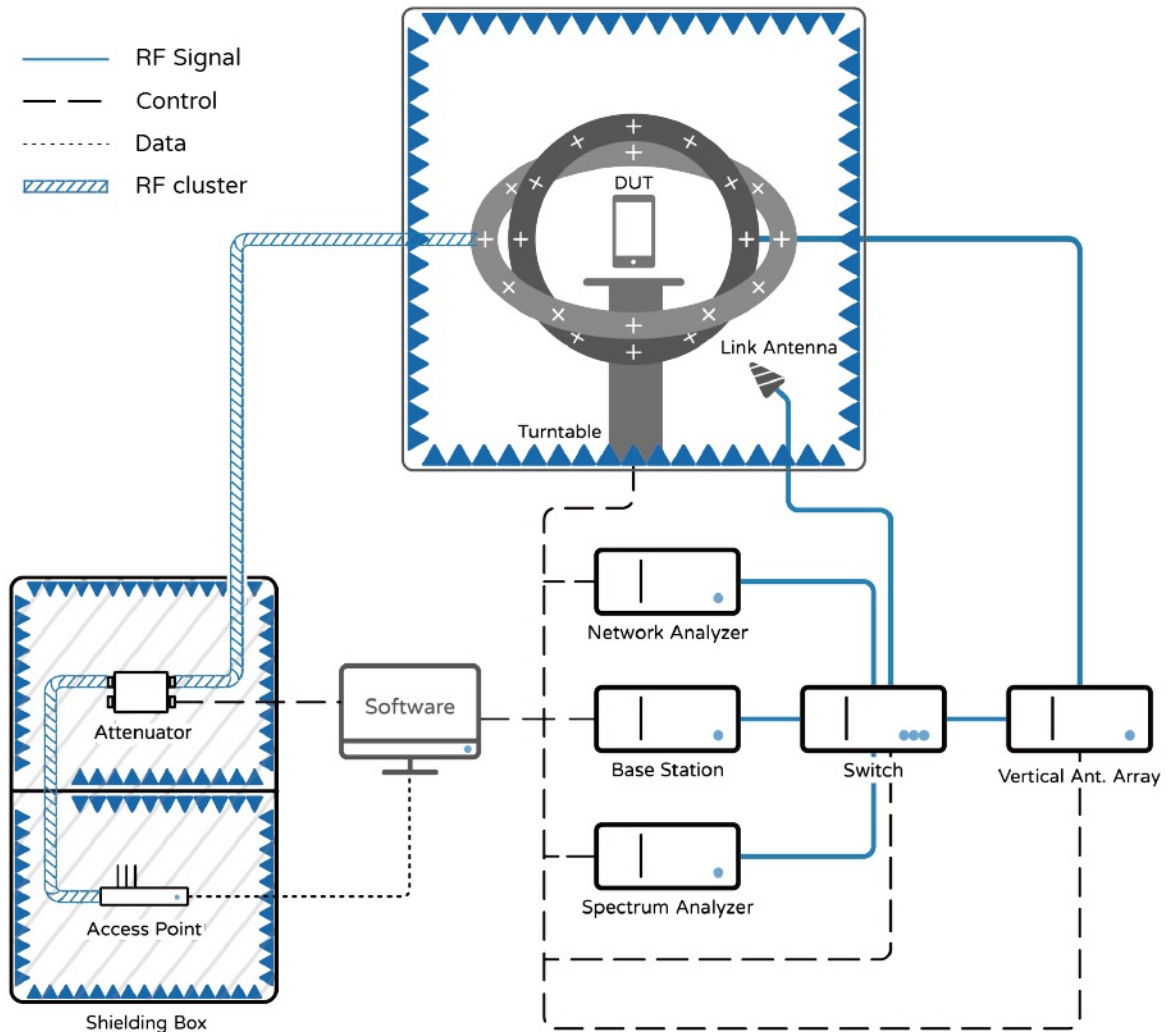 RF Signal
Control
Data
RF cluster
DUT
Link Antenna
Turntable
Network Analyzer
Software
Attenuator
Base Station
Switch
Vertical Ant. Array
Spectrum Analyzer
Access Point
Shielding Box